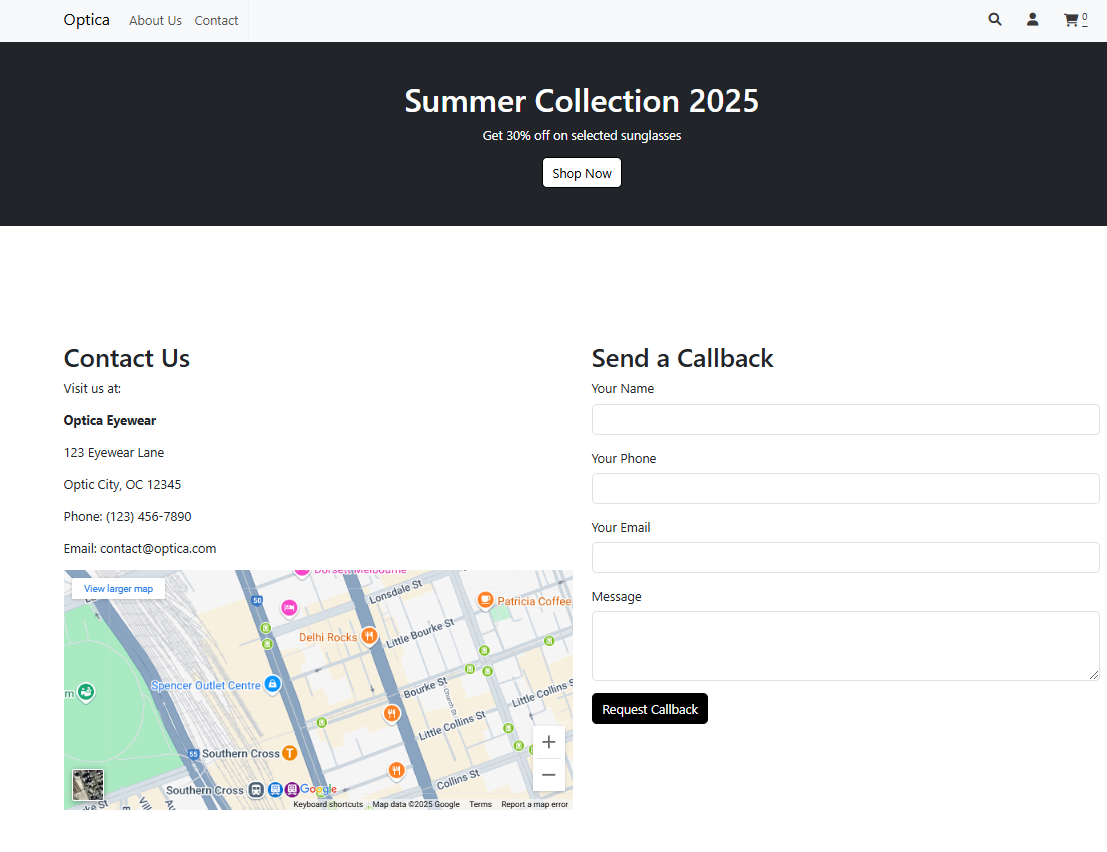 Optica About Us Contact 0
Summer Collection 2025
Get 30% off on selected sunglasses
Shop Now
Contact Us
Visit us at:
Optica Eyewear
123 Eyewear Lane
Optic City, OC 12345
Phone: (123) 456-7890
Email: contact@optica.com
View larger map
Dorsett Melbourne
50
Lonsdale St
Patricia Coffee
Delhi Rocks
Little Bourke St
Spencer Outlet Centre
Bourke St
Church St
Little Collins St
Little Collins St
55
Southern Cross
T
Southern Cross
Collins St
Google
Keyboard shortcuts Map data ©2025 Google Terms Report a map error
Send a Callback
Your Name
Your Phone
Your Email
Message
Request Callback